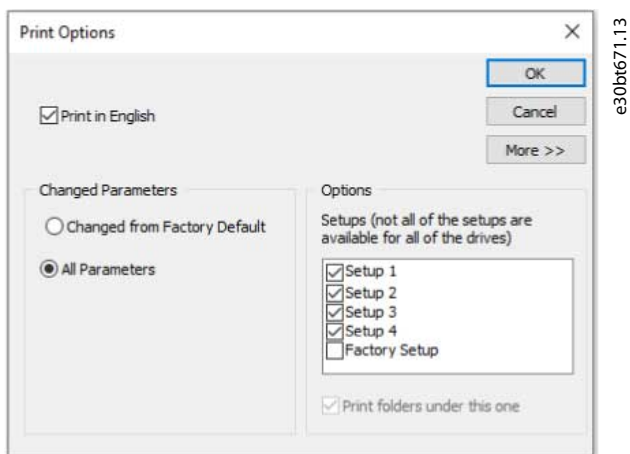 Print Options
OK
Print in English
Cancel
More >>
Changed Parameters
Changed from Factory Default
All Parameters
Options
Setups (not all of the setups are
available for all of the drives)
Setup 1
Setup 2
Setup 3
Setup 4
Factory Setup
Print folders under this one
e30bt671.13